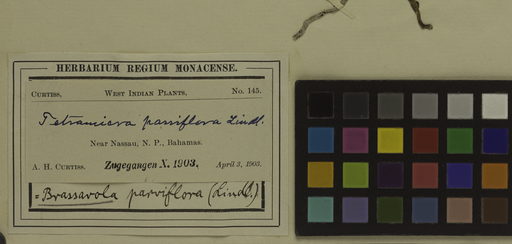 HERBARIUM REGIUM MONACENSE.
CURTISS, WEST INDIAN PLANTS, No. 145.
Tetramicra parviflora Lindl.
Near Nassau, N. P., Bahamas.
A. H. CURTISS. Zugegangen X. 1903. April 3, 1903.
= Brassavola parviflora (Lindl.)